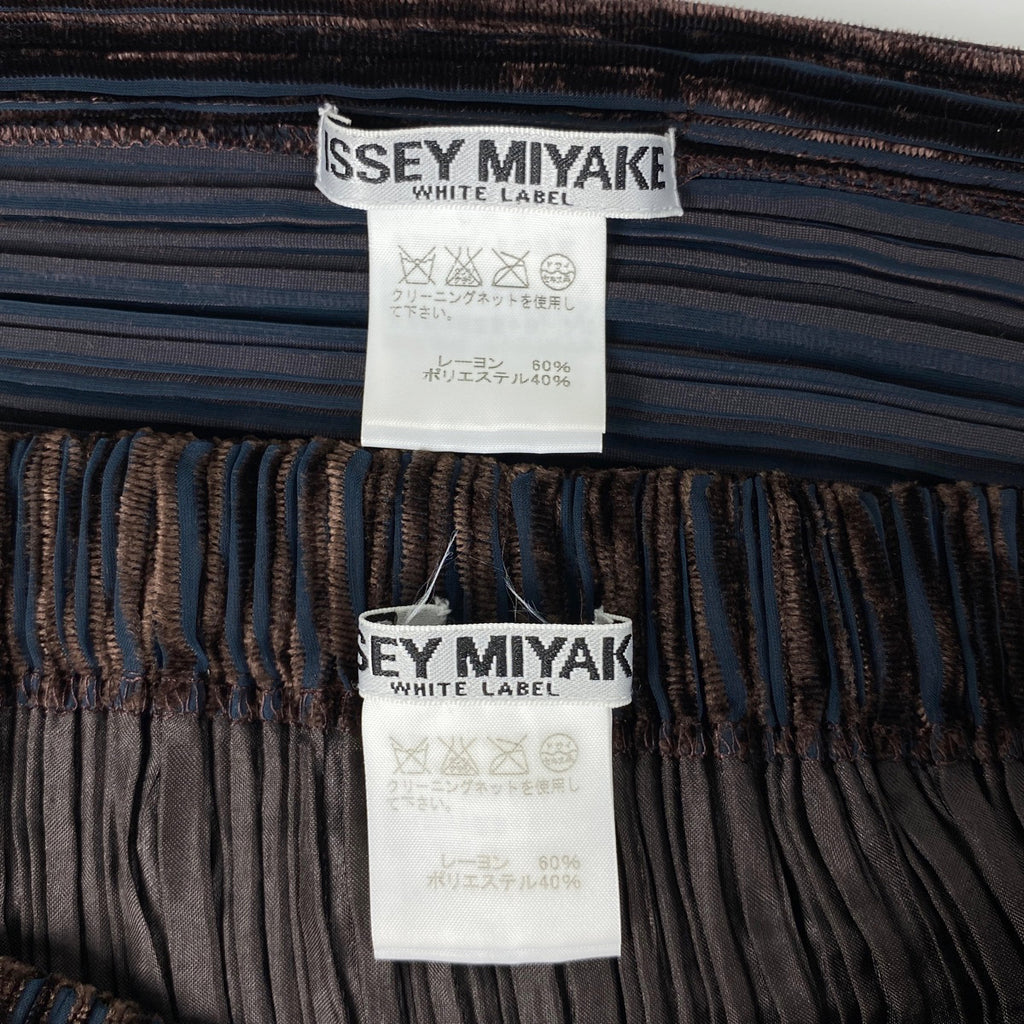 ISSEY MIYAKE
WHITE LABEL
クリーニングネットを使用し
て下さい。
レーヨン 60%
ポリエステル40%
SEY MIYAK
WHITE LABEL
クリーニングネットを使用し
て下さい。
レーヨン 60%
ポリエステル40%